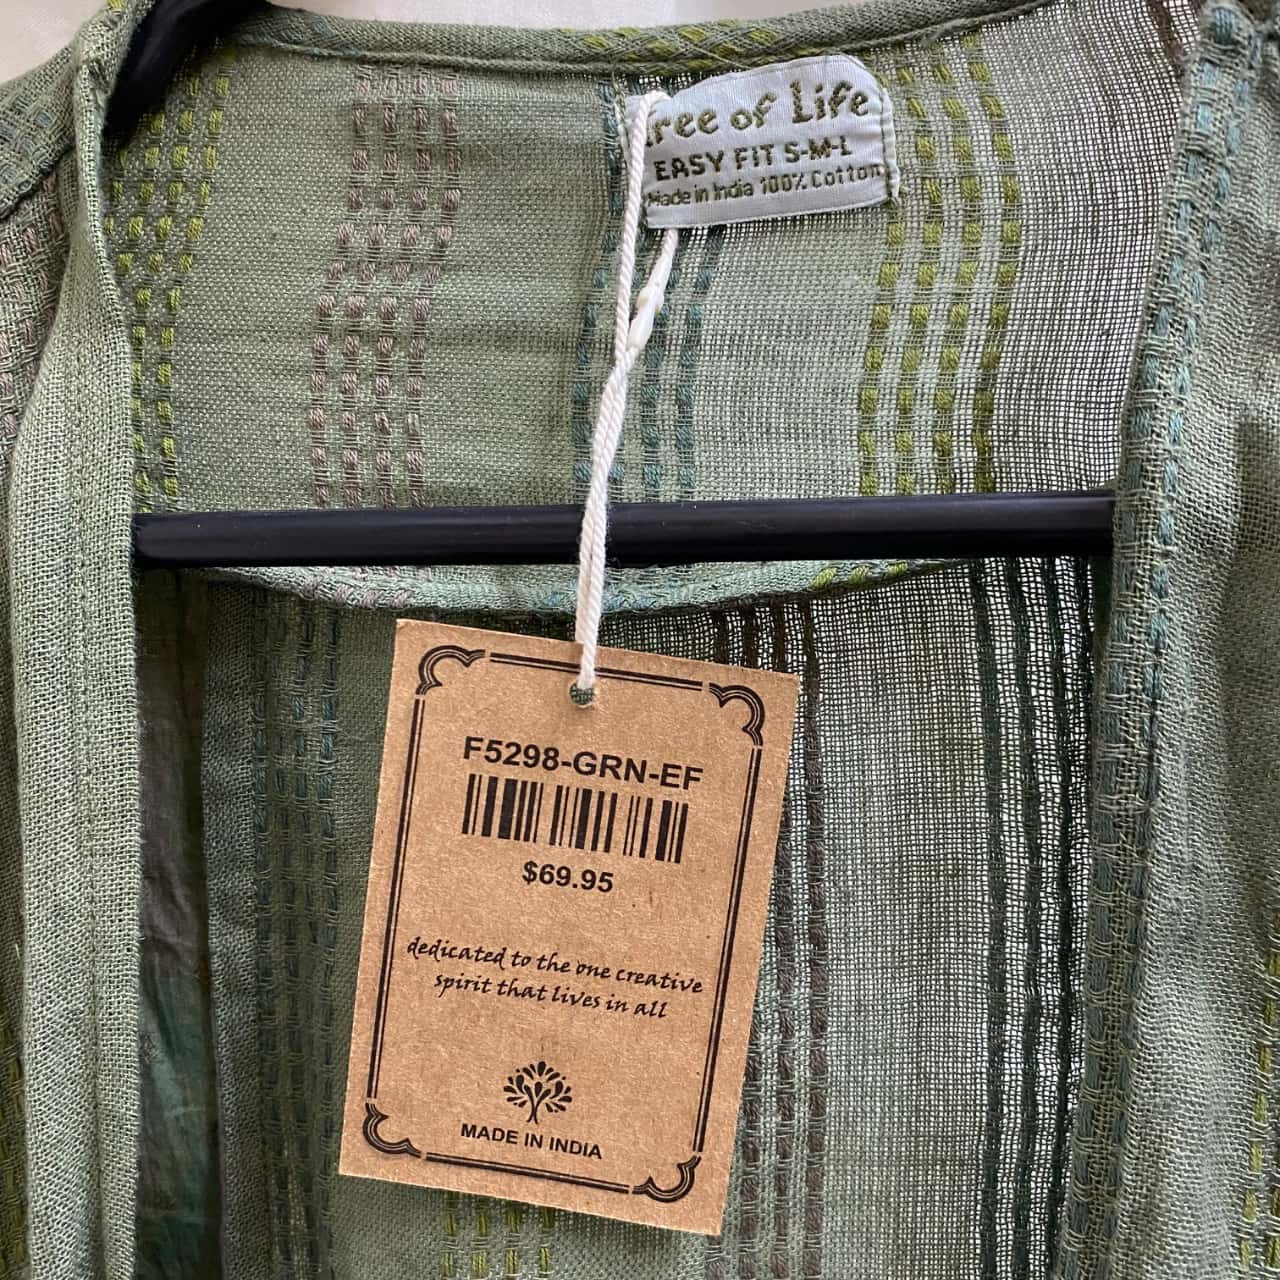 Tree of Life
EASY FIT S-M-L
Made in India 100% Cotton
F5298-GRN-EF
$69.95
dedicated to the one creative
spirit that lives in all
MADE IN INDIA